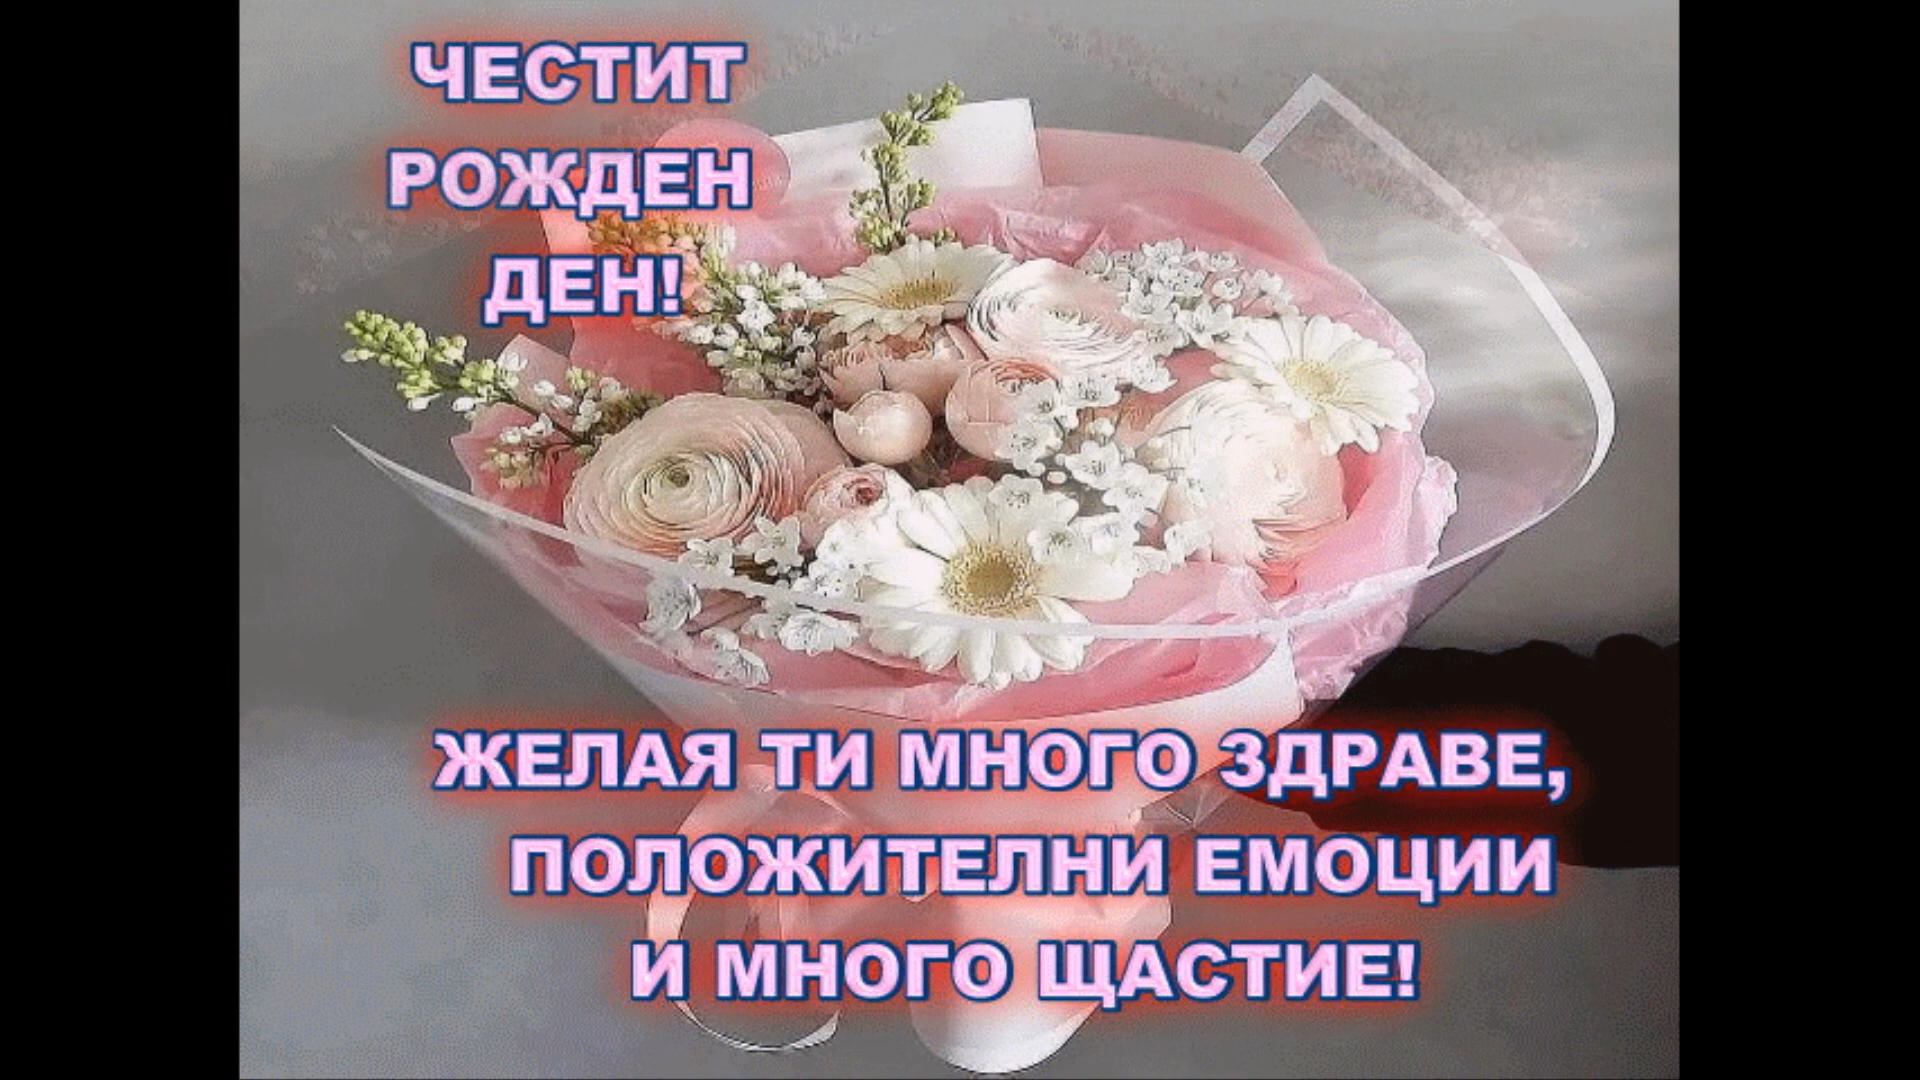 ЧЕСТИТ
РОЖДЕН
ДЕН!
ЖЕЛАЯ ТИ МНОГО ЗДРАВЕ,
ПОЛОЖИТЕЛНИ ЕМОЦИИ
И МНОГО ЩАСТИЕ!